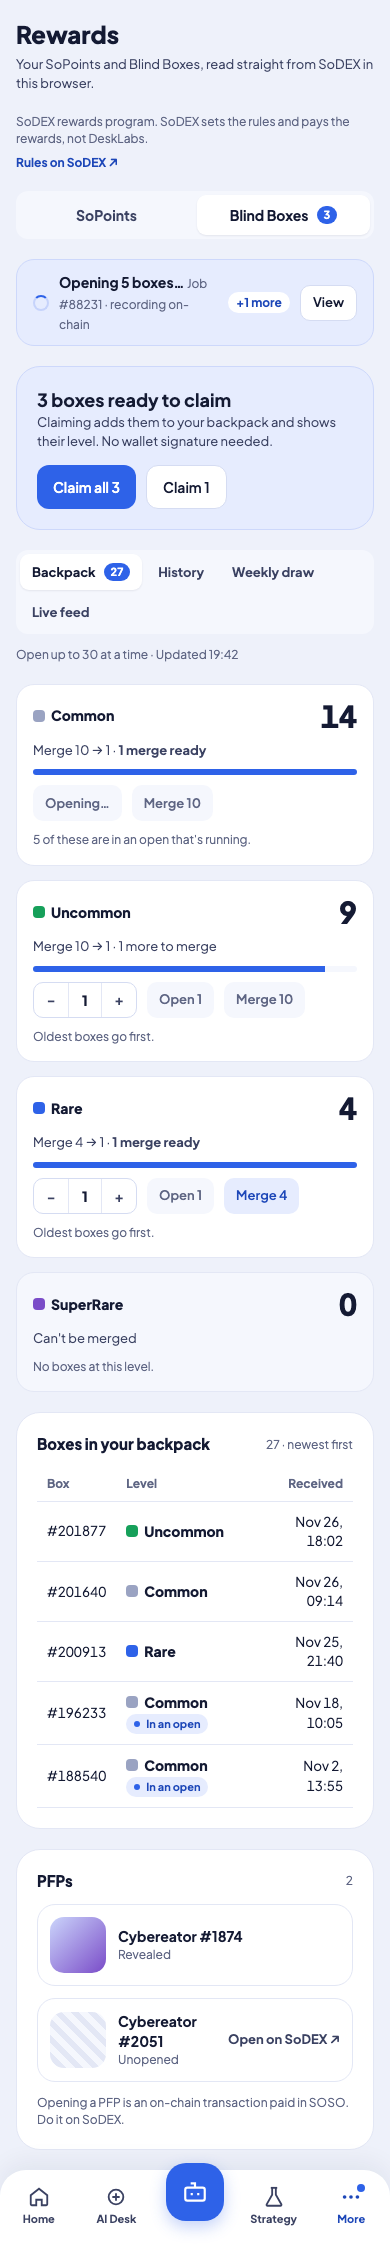 Rewards
Your SoPoints and Blind Boxes, read straight from SoDEX in
this browser.
SoDEX rewards program. SoDEX sets the rules and pays the
rewards, not DeskLabs.
Rules on SoDEX ↗
SoPoints
Blind Boxes 3
Opening 5 boxes… Job
#88231 · recording on-
chain
+1 more
View
3 boxes ready to claim
Claiming adds them to your backpack and shows
their level. No wallet signature needed.
Claim all 3
Claim 1
Backpack 27
History
Weekly draw
Live feed
Open up to 30 at a time · Updated 19:42
Common
14
Merge 10 → 1 · 1 merge ready
Opening…
Merge 10
5 of these are in an open that's running.
Uncommon
9
Merge 10 → 1 · 1 more to merge
− 1 +
Open 1
Merge 10
Oldest boxes go first.
Rare
4
Merge 4 → 1 · 1 merge ready
− 1 +
Open 1
Merge 4
Oldest boxes go first.
SuperRare
0
Can't be merged
No boxes at this level.
Boxes in your backpack
27 · newest first
Box Level Received
#201877 Uncommon Nov 26,
18:02
#201640 Common Nov 26,
09:14
#200913 Rare Nov 25,
21:40
#196233 Common Nov 18,
In an open 10:05
#188540 Common Nov 2,
In an open 13:55
PFPs
2
Cybereator #1874
Revealed
Cybereator
#2051
Unopened
Open on SoDEX ↗
Opening a PFP is an on-chain transaction paid in SOSO.
Do it on SoDEX.
Home
AI Desk
Strategy
More